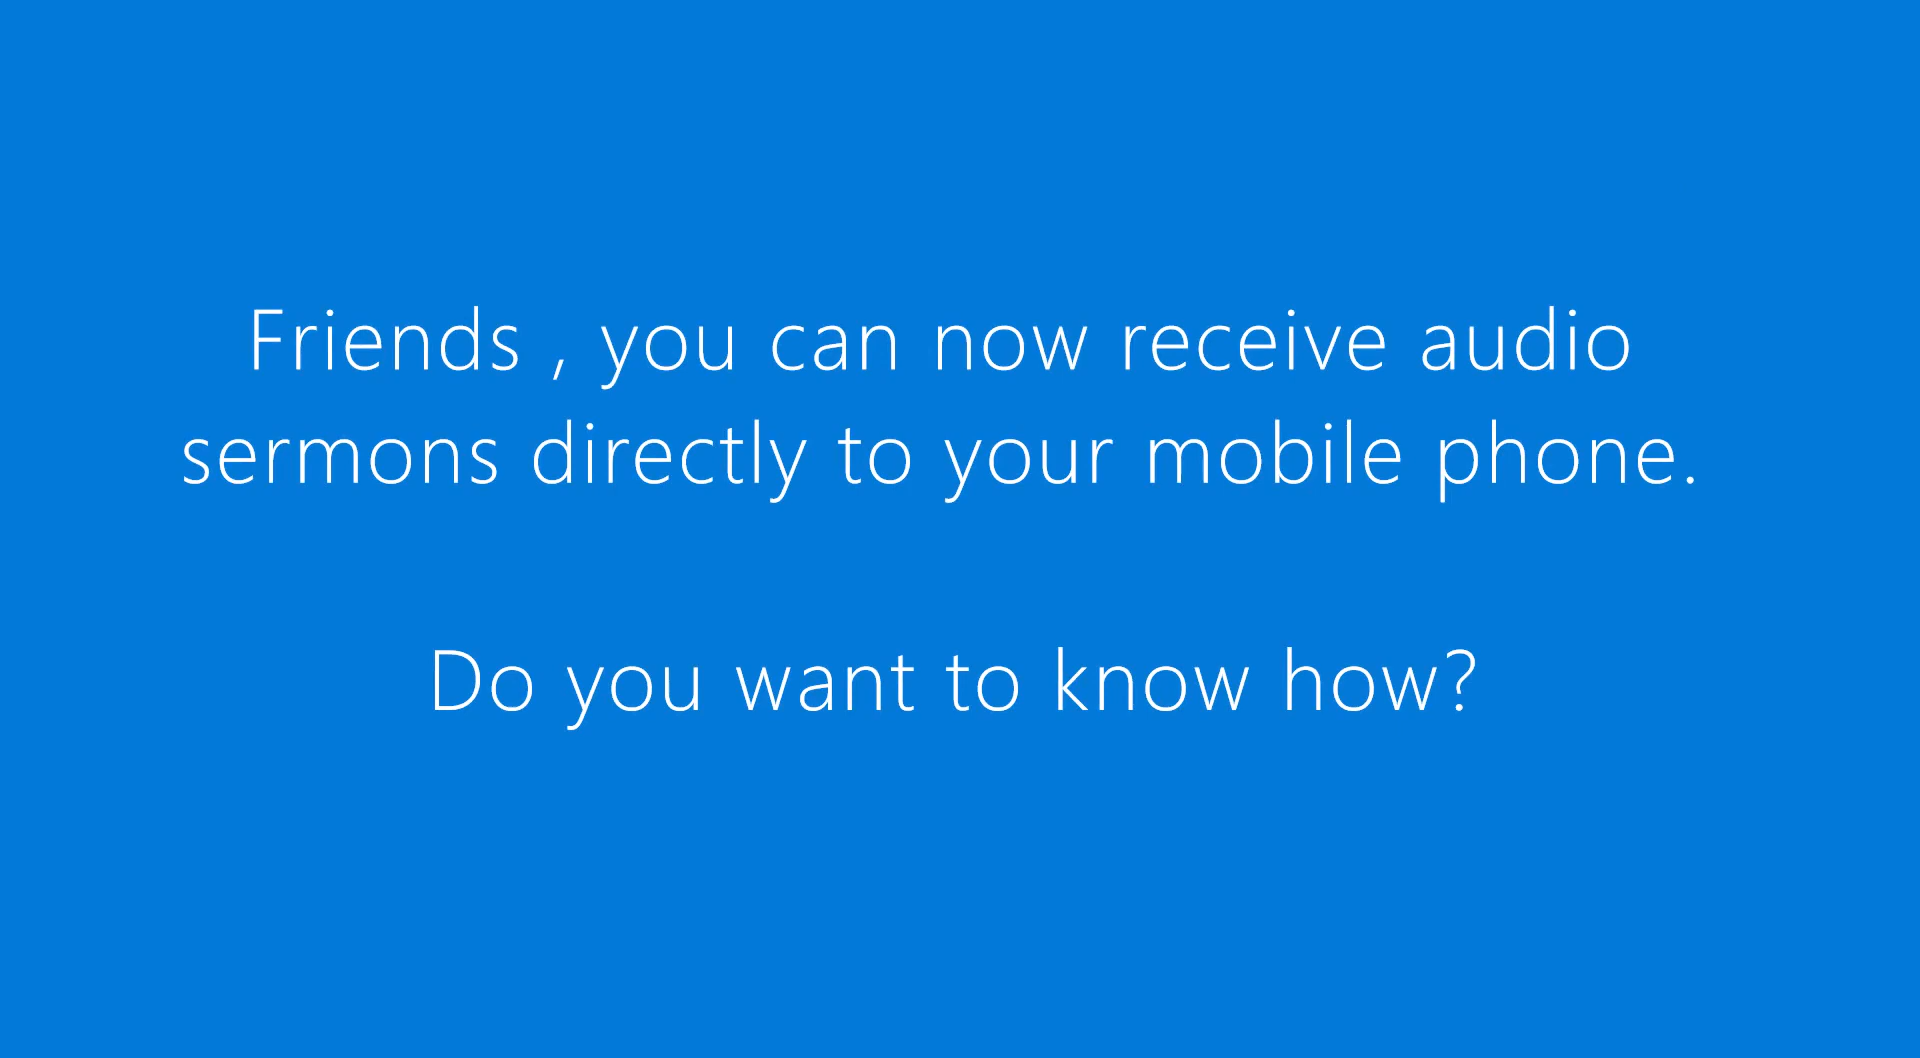 Friends , you can now receive audio
sermons directly to your mobile phone.
Do you want to know how?